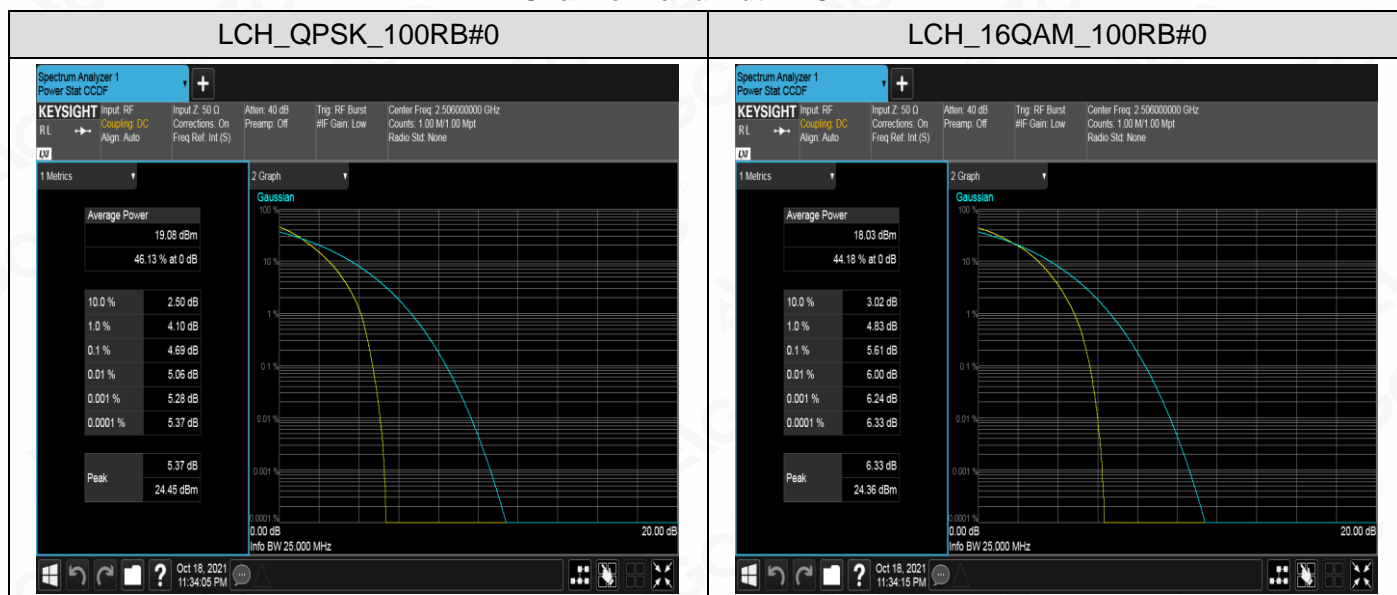 LCH_QPSK_100RB#0
LCH_16QAM_100RB#0
Spectrum Analyzer 1
Power Stat CCDF
+
KEYSIGHT
RL
LXI
Input: RF
Coupling: DC
Align: Auto
Input Z: 50 Ω
Corrections: On
Freq Ref: Int (S)
Atten: 40 dB
Preamp: Off
Trig: RF Burst
#IF Gain: Low
Center Freq: 2.506000000 GHz
Counts: 1.00 M/1.00 Mpt
Radio Std: None
1 Metrics
Average Power
19.08 dBm
46.13 % at 0 dB
10.0 % 2.50 dB
1.0 % 4.10 dB
0.1 % 4.69 dB
0.01 % 5.06 dB
0.001 % 5.28 dB
0.0001 % 5.37 dB
Peak
5.37 dB
24.45 dBm
2 Graph
Gaussian
100 %
10 %
1 %
0.1 %
0.01 %
0.001 %
0.0001 %
0.00 dB
20.00 dB
Info BW 25.000 MHz
?
Oct 18, 2021
11:34:05 PM
Spectrum Analyzer 1
Power Stat CCDF
+
KEYSIGHT
RL
LXI
Input: RF
Coupling: DC
Align: Auto
Input Z: 50 Ω
Corrections: On
Freq Ref: Int (S)
Atten: 40 dB
Preamp: Off
Trig: RF Burst
#IF Gain: Low
Center Freq: 2.506000000 GHz
Counts: 1.00 M/1.00 Mpt
Radio Std: None
1 Metrics
Average Power
18.03 dBm
44.18 % at 0 dB
10.0 % 3.02 dB
1.0 % 4.83 dB
0.1 % 5.61 dB
0.01 % 6.00 dB
0.001 % 6.24 dB
0.0001 % 6.33 dB
Peak
6.33 dB
24.36 dBm
2 Graph
Gaussian
100 %
10 %
1 %
0.1 %
0.01 %
0.001 %
0.0001 %
0.00 dB
20.00 dB
Info BW 25.000 MHz
?
Oct 18, 2021
11:34:15 PM